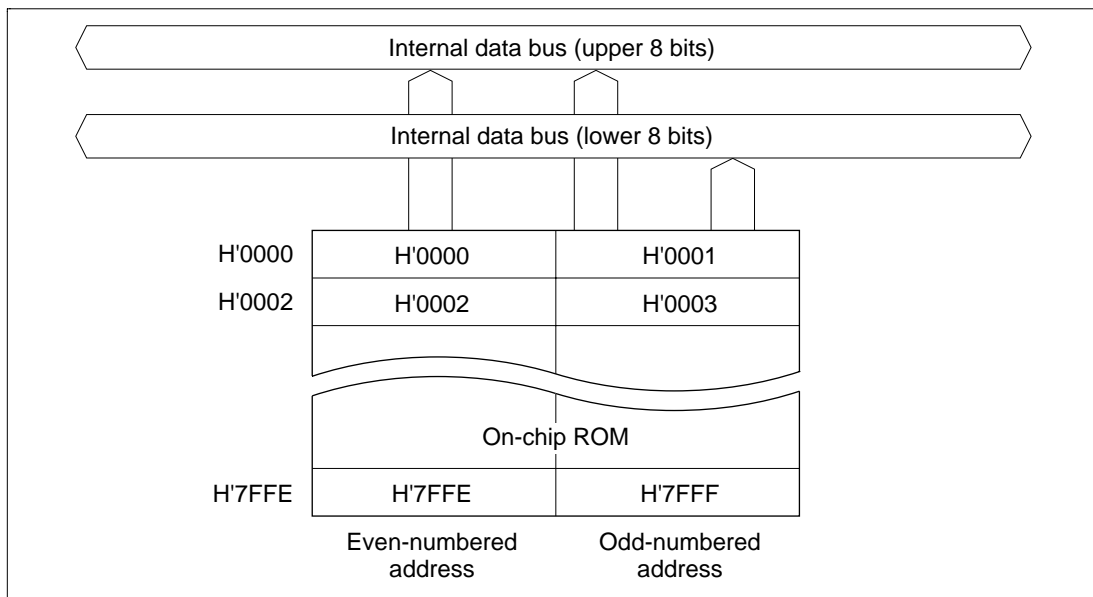 Internal data bus (upper 8 bits)
Internal data bus (lower 8 bits)
H'0000 H'0000 H'0001
H'0002 H'0002 H'0003
On-chip ROM
H'7FFE H'7FFE H'7FFF
Even-numbered address
Odd-numbered address